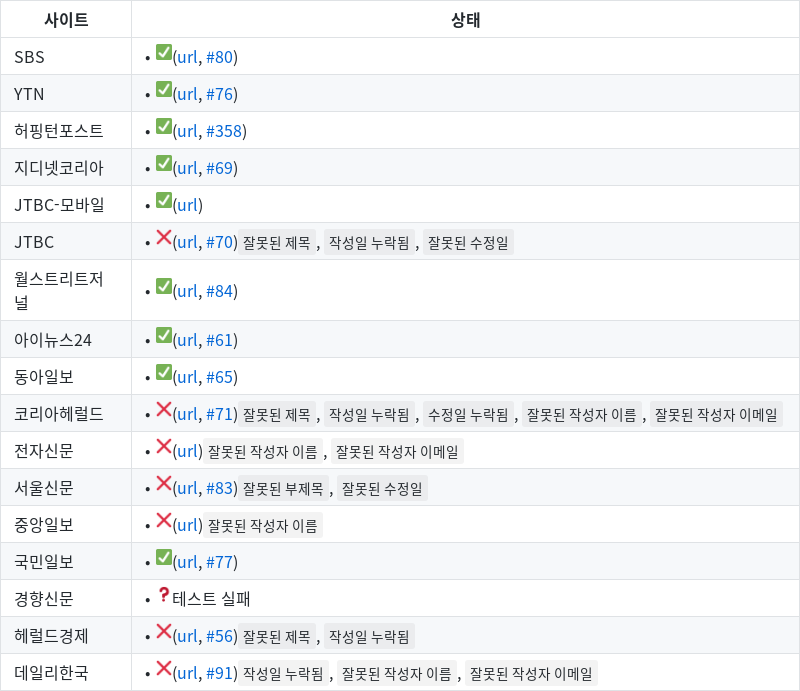 사이트 상태
SBS • ✅(url, #80)
YTN • ✅(url, #76)
허핑턴포스트 • ✅(url, #358)
지디넷코리아 • ✅(url, #69)
JTBC-모바일 • ✅(url)
JTBC • ❌(url, #70) 잘못된 제목 , 작성일 누락됨 , 잘못된 수정일
월스트리트저
널 • ✅(url, #84)
아이뉴스24 • ✅(url, #61)
동아일보 • ✅(url, #65)
코리아헤럴드 • ❌(url, #71) 잘못된 제목 , 작성일 누락됨 , 수정일 누락됨 , 잘못된 작성자 이름 , 잘못된 작성자 이메일
전자신문 • ❌(url) 잘못된 작성자 이름 , 잘못된 작성자 이메일
서울신문 • ❌(url, #83) 잘못된 부제목 , 잘못된 수정일
중앙일보 • ❌(url) 잘못된 작성자 이름
국민일보 • ✅(url, #77)
경향신문 • ❓테스트 실패
헤럴드경제 • ❌(url, #56) 잘못된 제목 , 작성일 누락됨
데일리한국 • ❌(url, #91) 작성일 누락됨 , 잘못된 작성자 이름 , 잘못된 작성자 이메일